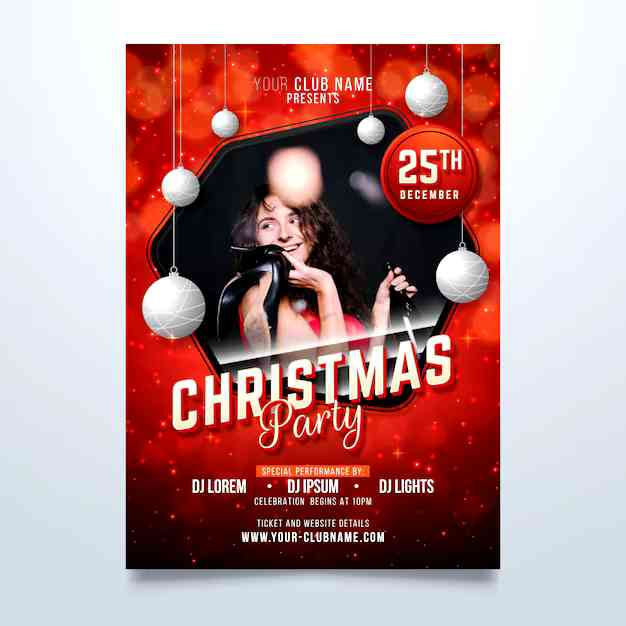 YOUR CLUB NAME
PRESENTS
25TH
DECEMBER
CHRISTMAS
Party
SPECIAL PERFORMANCE BY:
DJ LOREM • DJ IPSUM • DJ LIGHTS
CELEBRATION BEGINS AT 10PM
TICKET AND WEBSITE DETAILS
WWW.YOUR-CLUBNAME.COM